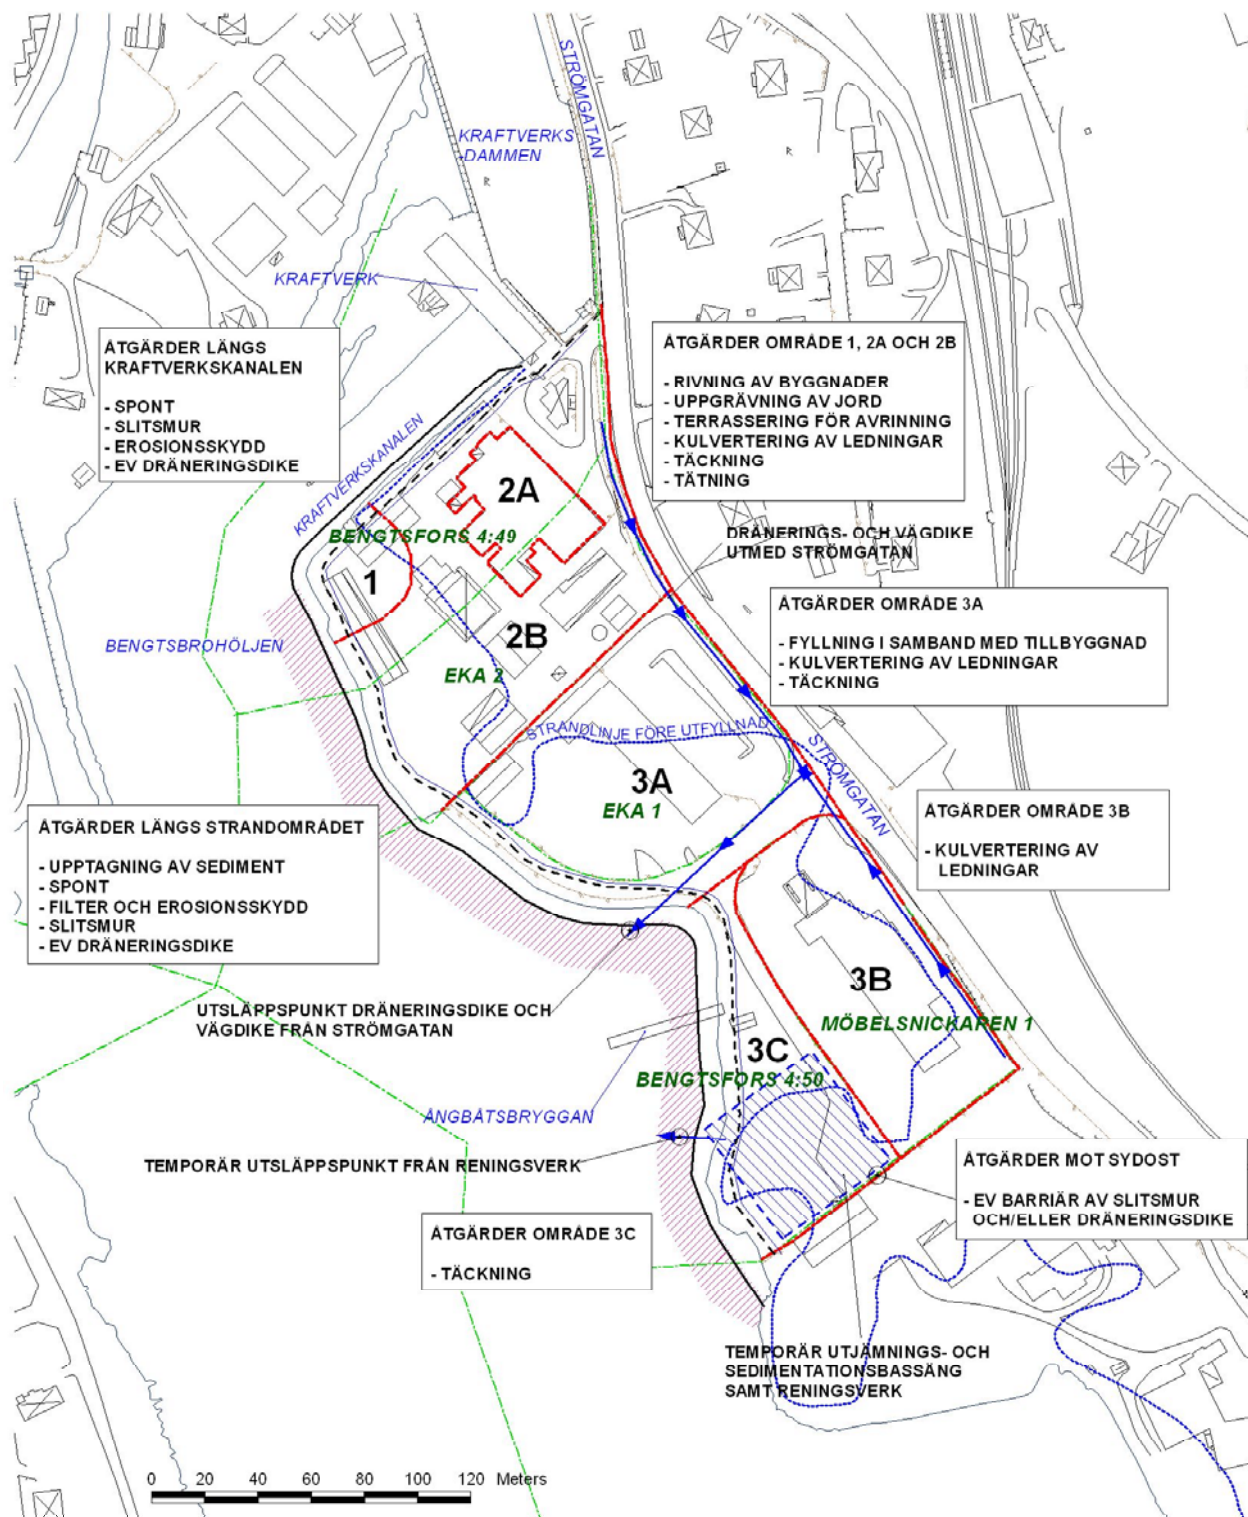 STRÖMGATAN
KRAFTVERKS
-DAMMEN
KRAFTVERK
ÅTGÄRDER LÄNGS
KRAFTVERKSKANALEN
- SPONT
- SLITSMUR
- EROSIONSSKYDD
- EV DRÄNERINGSDIKE
ÅTGÄRDER OMRÅDE 1, 2A OCH 2B
- RIVNING AV BYGGNADER
- UPPGRÄVNING AV JORD
- TERRASSERING FÖR AVRINNING
- KULVERTERING AV LEDNINGAR
- TÄCKNING
- TÄTNING
KRAFTVERKSKANALEN
2A
BENGTSFORS 4:49
DRÄNERINGS- OCH VÄGDIKE
UTMED STRÖMGATAN
1
2B
BENGTSBROHÖLJEN
EKA 2
ÅTGÄRDER OMRÅDE 3A
- FYLLNING I SAMBAND MED TILLBYGGNAD
- KULVERTERING AV LEDNINGAR
- TÄCKNING
STRANDLINJE FÖRE UTFYLLNAD
STRÖMGATAN
3A
EKA 1
ÅTGÄRDER OMRÅDE 3B
- KULVERTERING AV
LEDNINGAR
ÅTGÄRDER LÄNGS STRANDOMRÅDET
- UPPTAGNING AV SEDIMENT
- SPONT
- FILTER OCH EROSIONSSKYDD
- SLITSMUR
- EV DRÄNERINGSDIKE
3B
MÖBELSNICKAREN 1
UTSLÄPPSPUNKT DRÄNERINGSDIKE OCH
VÄGDIKE FRÅN STRÖMGATAN
3C
BENGTSFORS 4:50
ÅNGBÅTSBRYGGAN
TEMPORÄR UTSLÄPPSPUNKT FRÅN RENINGSVERK
ÅTGÄRDER MOT SYDOST
- EV BARRIÄR AV SLITSMUR
OCH/ELLER DRÄNERINGSDIKE
ÅTGÄRDER OMRÅDE 3C
- TÄCKNING
TEMPORÄR UTJÄMNINGS- OCH
SEDIMENTATIONSBASSÄNG
SAMT RENINGSVERK
0 20 40 60 80 100 120 Meters